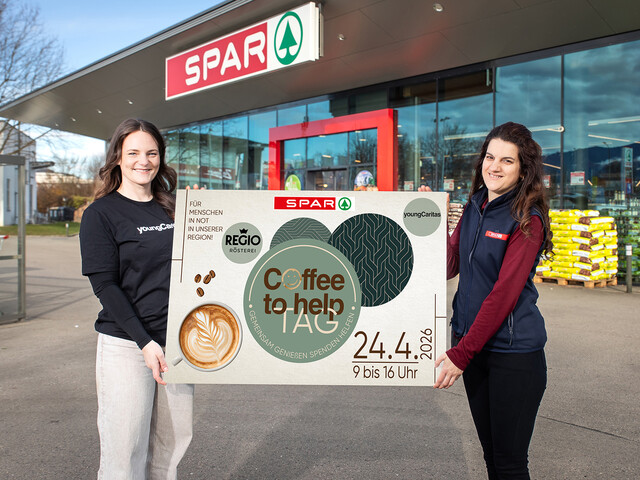 SPAR
SPAR
FÜR
MENSCHEN
IN NOT
IN UNSERER
REGION!
REGIO
RÖSTEREI
youngCaritas
Coffee
to help
TAG
GEMEINSAM GENIEßEN SPENDEN HELFEN
24.4.
2026
9 bis 16 Uhr
youngCaritas